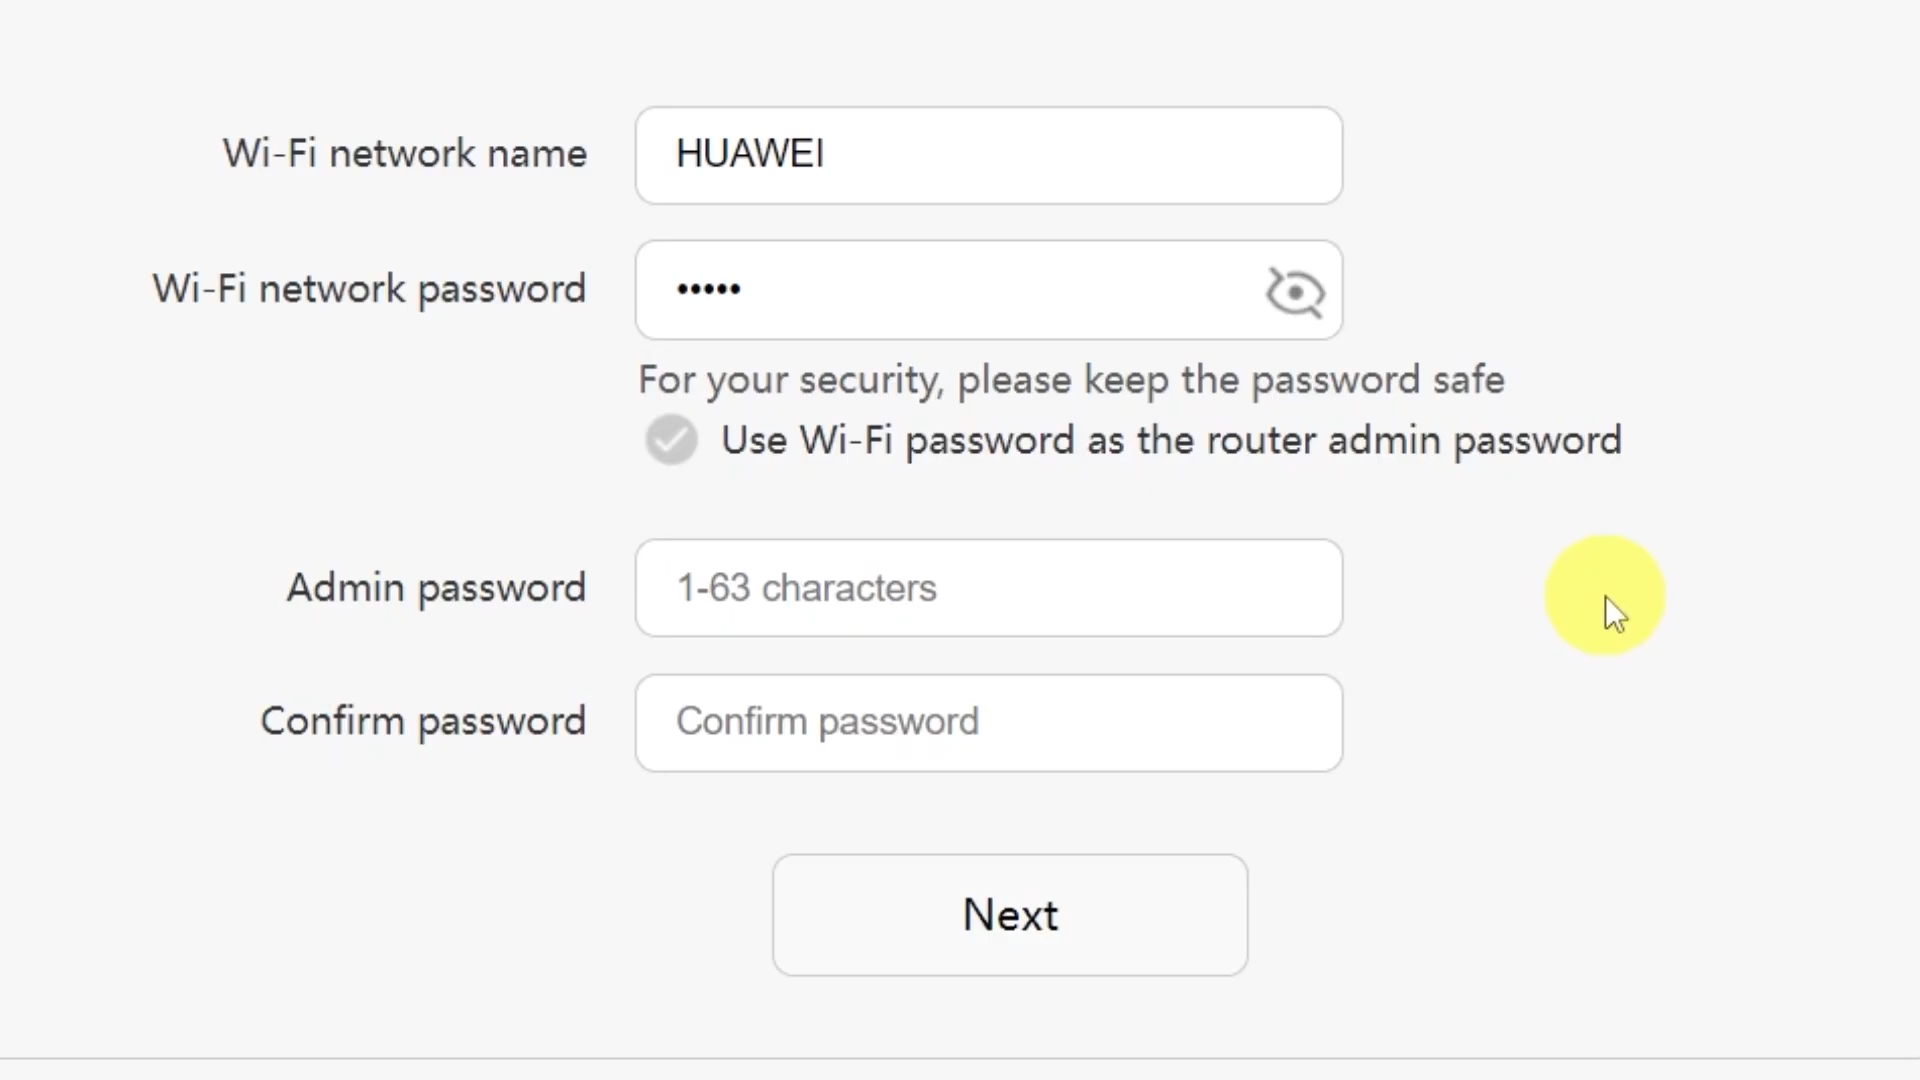 Wi-Fi network name
HUAWEI
Wi-Fi network password
•••••
For your security, please keep the password safe
Use Wi-Fi password as the router admin password
Admin password
1-63 characters
Confirm password
Confirm password
Next